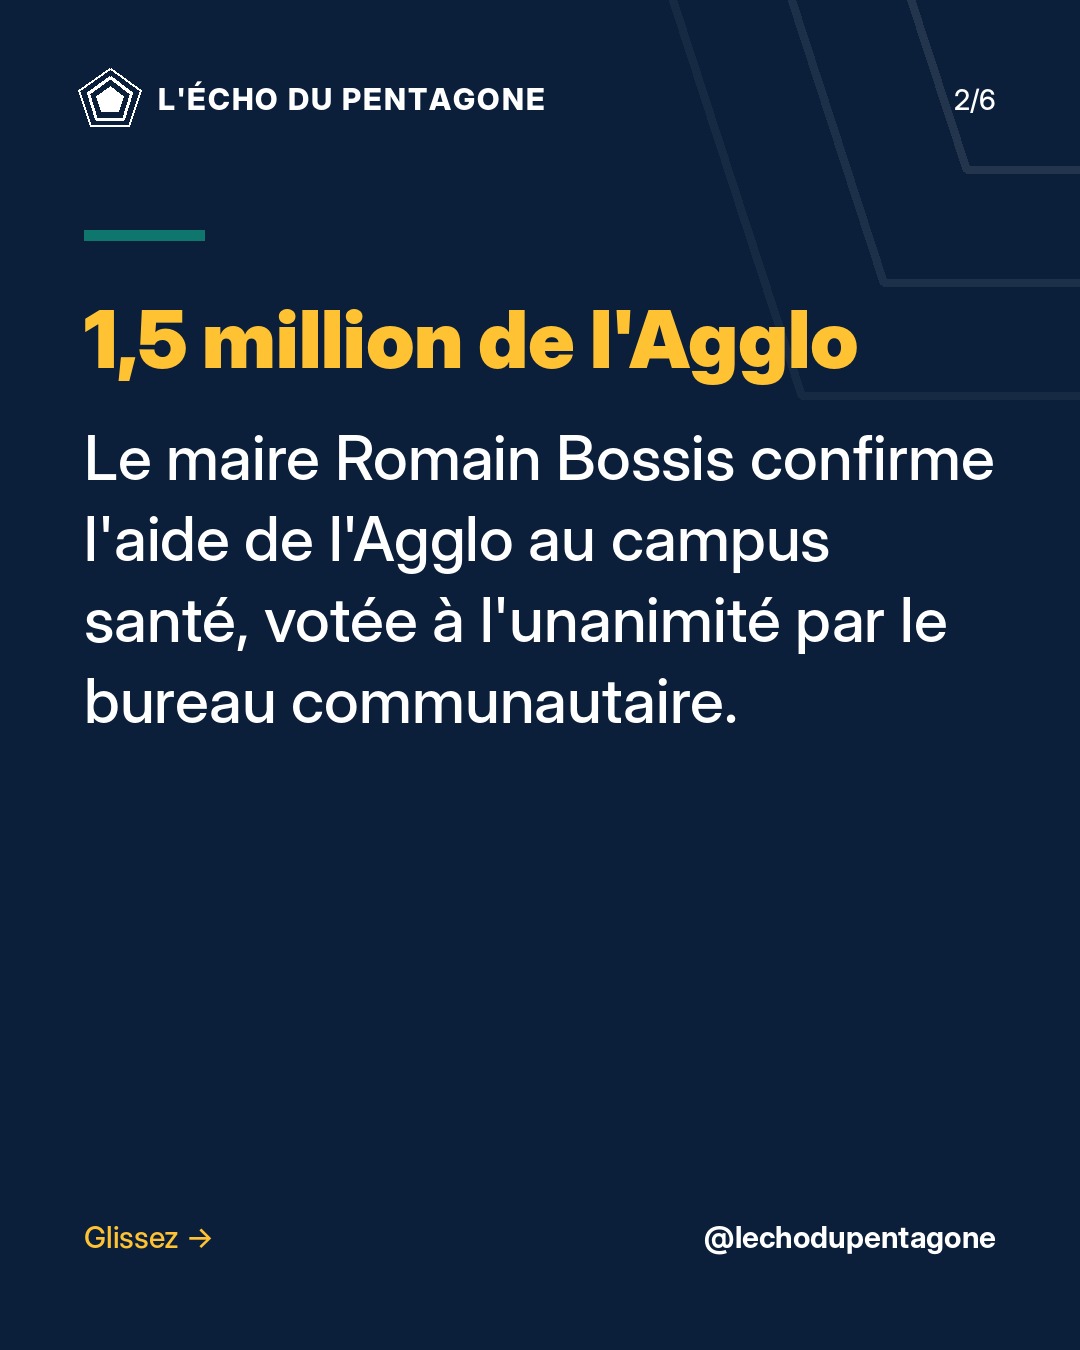 L'ÉCHO DU PENTAGONE
2/6
1,5 million de l'Agglo
Le maire Romain Bossis confirme
l'aide de l'Agglo au campus
santé, votée à l'unanimité par le
bureau communautaire.
Glissez →
@lechodupentagone